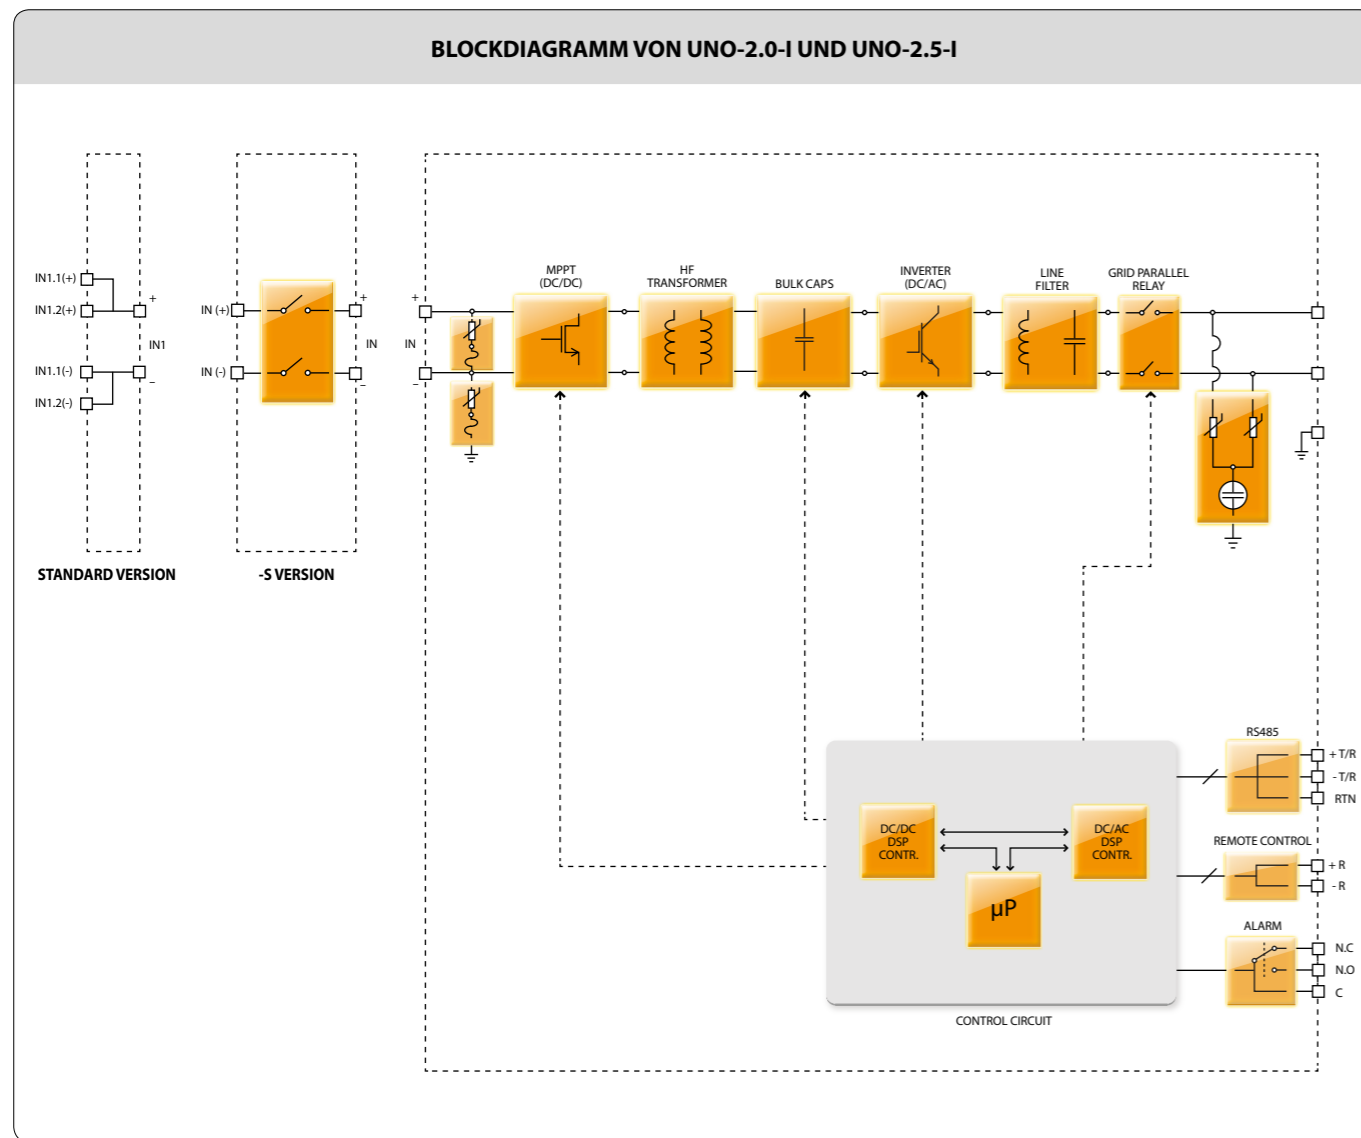 BLOCKDIAGRAMM VON UNO-2.0-I UND UNO-2.5-I
IN1.1(+)
IN1.2(+)
IN1.1(-)
IN1.2(-)
+
IN1
–
STANDARD VERSION
IN (+)
IN (-)
+
IN
–
-S VERSION
+
IN
–
MPPT
(DC/DC)
HF
TRANSFORMER
BULK CAPS
INVERTER
(DC/AC)
LINE
FILTER
GRID PARALLEL
RELAY
DC/DC
DSP
CONTR.
DC/AC
DSP
CONTR.
µP
CONTROL CIRCUIT
RS485
+ T/R
- T/R
RTN
REMOTE CONTROL
+ R
- R
ALARM
N.C
N.O
C